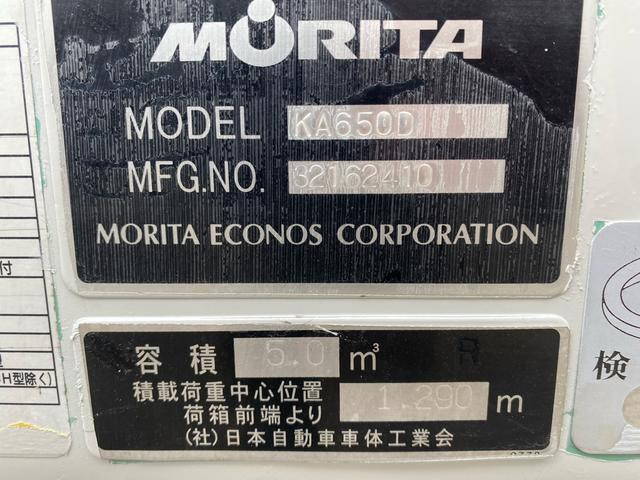 MORITA
MODEL KA650D
MFG.NO. 32162410
MORITA ECONOS CORPORATION
付
H型除く)
容積 5.0 m³ R
積載荷重中心位置
荷箱前端より 1.290 m
(社)日本自動車車体工業会
検